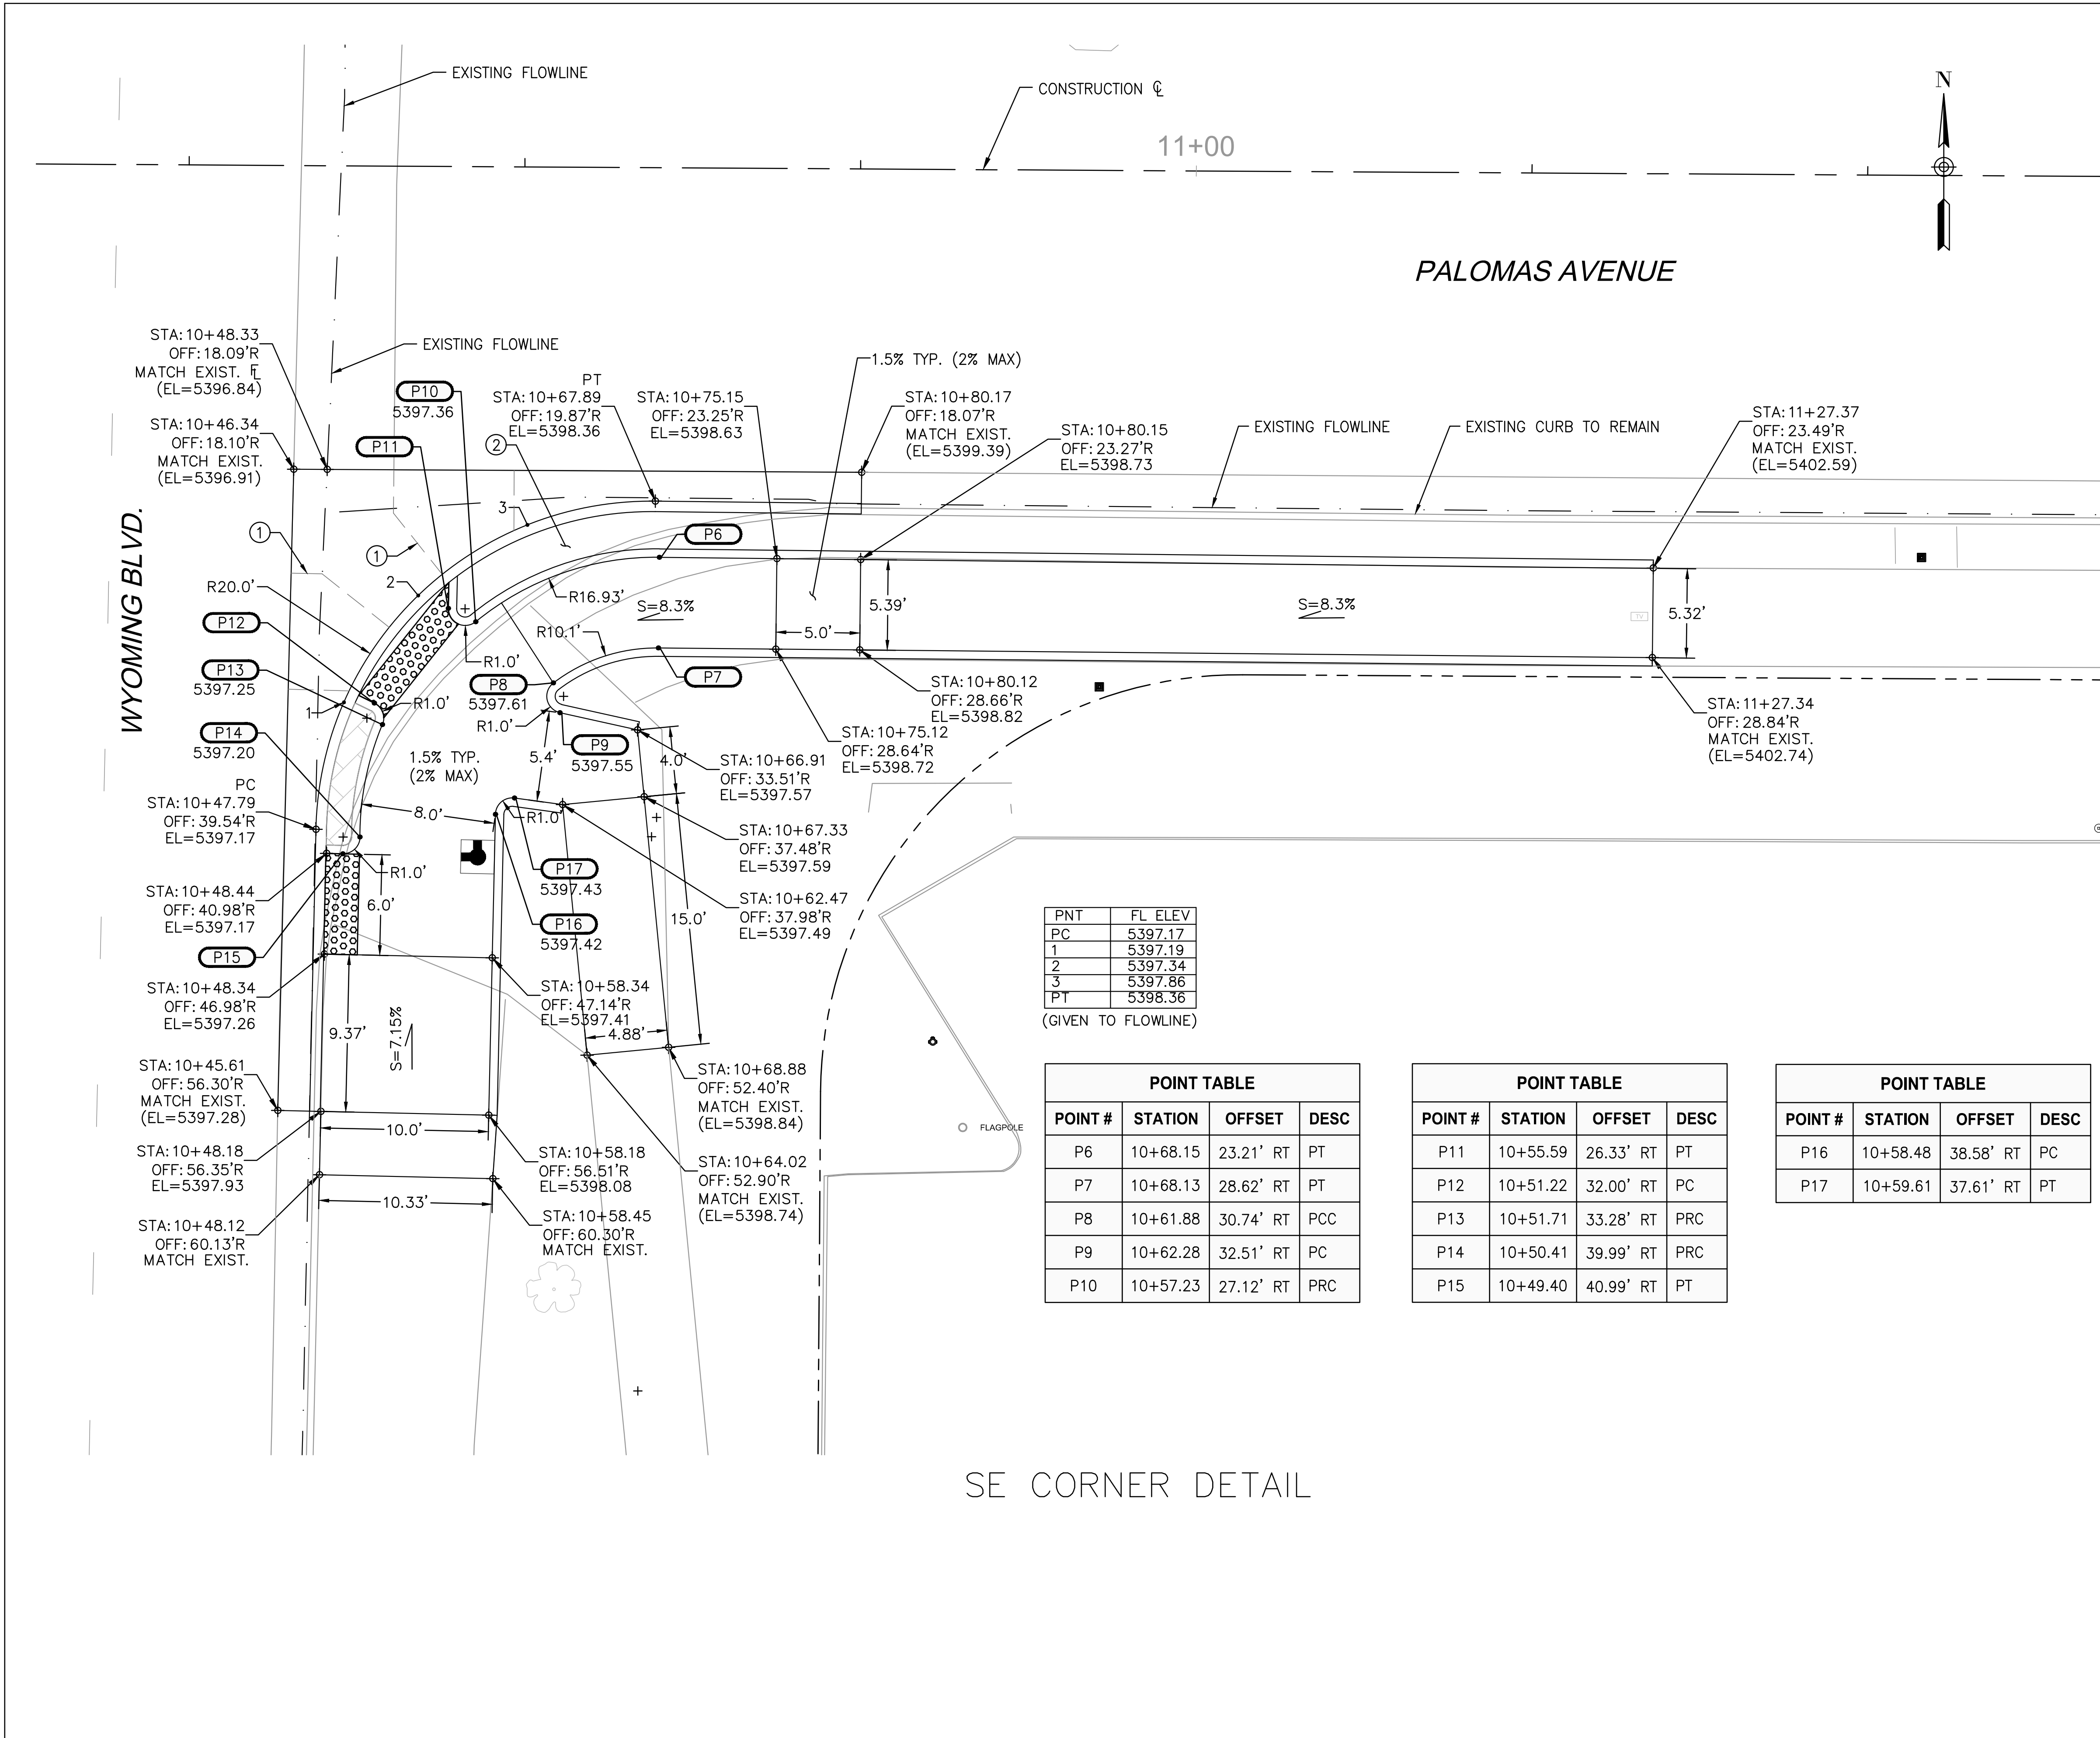 EXISTING FLOWLINE
CONSTRUCTION ℄
11+00
N
PALOMAS AVENUE
WYOMING BLVD.
STA: 10+48.33
OFF: 18.09'R
MATCH EXIST. FL
(EL=5396.84)
EXISTING FLOWLINE
STA: 10+46.34
OFF: 18.10'R
MATCH EXIST.
(EL=5396.91)
P10
5397.36
P11
PT
STA: 10+67.89
OFF: 19.87'R
EL=5398.36
2
3
STA: 10+75.15
OFF: 23.25'R
EL=5398.63
1.5% TYP. (2% MAX)
STA: 10+80.17
OFF: 18.07'R
MATCH EXIST.
(EL=5399.39)
STA: 10+80.15
OFF: 23.27'R
EL=5398.73
EXISTING FLOWLINE
EXISTING CURB TO REMAIN
STA: 11+27.37
OFF: 23.49'R
MATCH EXIST.
(EL=5402.59)
1
1
2
R20.0'
P6
R16.93'
S=8.3%
5.39'
S=8.3%
TV
5.32'
P12
R10.1'
5.0'
P13
5397.25
R1.0'
P8
5397.61
P7
1
R1.0'
R1.0'
STA: 10+80.12
OFF: 28.66'R
EL=5398.82
STA: 11+27.34
OFF: 28.84'R
MATCH EXIST.
(EL=5402.74)
P14
5397.20
P9
5397.55
STA: 10+75.12
OFF: 28.64'R
EL=5398.72
1.5% TYP.
(2% MAX)
5.4'
4.0'
STA: 10+66.91
OFF: 33.51'R
EL=5397.57
PC
STA: 10+47.79
OFF: 39.54'R
EL=5397.17
8.0'
R1.0'
STA: 10+67.33
OFF: 37.48'R
EL=5397.59
R1.0'
P17
5397.43
STA: 10+48.44
OFF: 40.98'R
EL=5397.17
6.0'
STA: 10+62.47
OFF: 37.98'R
EL=5397.49
P16
5397.42
15.0'
P15
STA: 10+48.34
OFF: 46.98'R
EL=5397.26
STA: 10+58.34
OFF: 47.14'R
EL=5397.41
9.37'
S=7.15%
4.88'
STA: 10+45.61
OFF: 56.30'R
MATCH EXIST.
(EL=5397.28)
STA: 10+68.88
OFF: 52.40'R
MATCH EXIST.
(EL=5398.84)
10.0'
STA: 10+48.18
OFF: 56.35'R
EL=5397.93
STA: 10+58.18
OFF: 56.51'R
EL=5398.08
STA: 10+64.02
OFF: 52.90'R
MATCH EXIST.
(EL=5398.74)
10.33'
STA: 10+48.12
OFF: 60.13'R
MATCH EXIST.
STA: 10+58.45
OFF: 60.30'R
MATCH EXIST.
FLAGPOLE
PNT FL ELEV
PC 5397.17
1 5397.19
2 5397.34
3 5397.86
PT 5398.36
(GIVEN TO FLOWLINE)
POINT TABLE
POINT # STATION OFFSET DESC
P6 10+68.15 23.21' RT PT
P7 10+68.13 28.62' RT PT
P8 10+61.88 30.74' RT PCC
P9 10+62.28 32.51' RT PC
P10 10+57.23 27.12' RT PRC
POINT TABLE
POINT # STATION OFFSET DESC
P11 10+55.59 26.33' RT PT
P12 10+51.22 32.00' RT PC
P13 10+51.71 33.28' RT PRC
P14 10+50.41 39.99' RT PRC
P15 10+49.40 40.99' RT PT
POINT TABLE
POINT # STATION OFFSET DESC
P16 10+58.48 38.58' RT PC
P17 10+59.61 37.61' RT PT
SE CORNER DETAIL